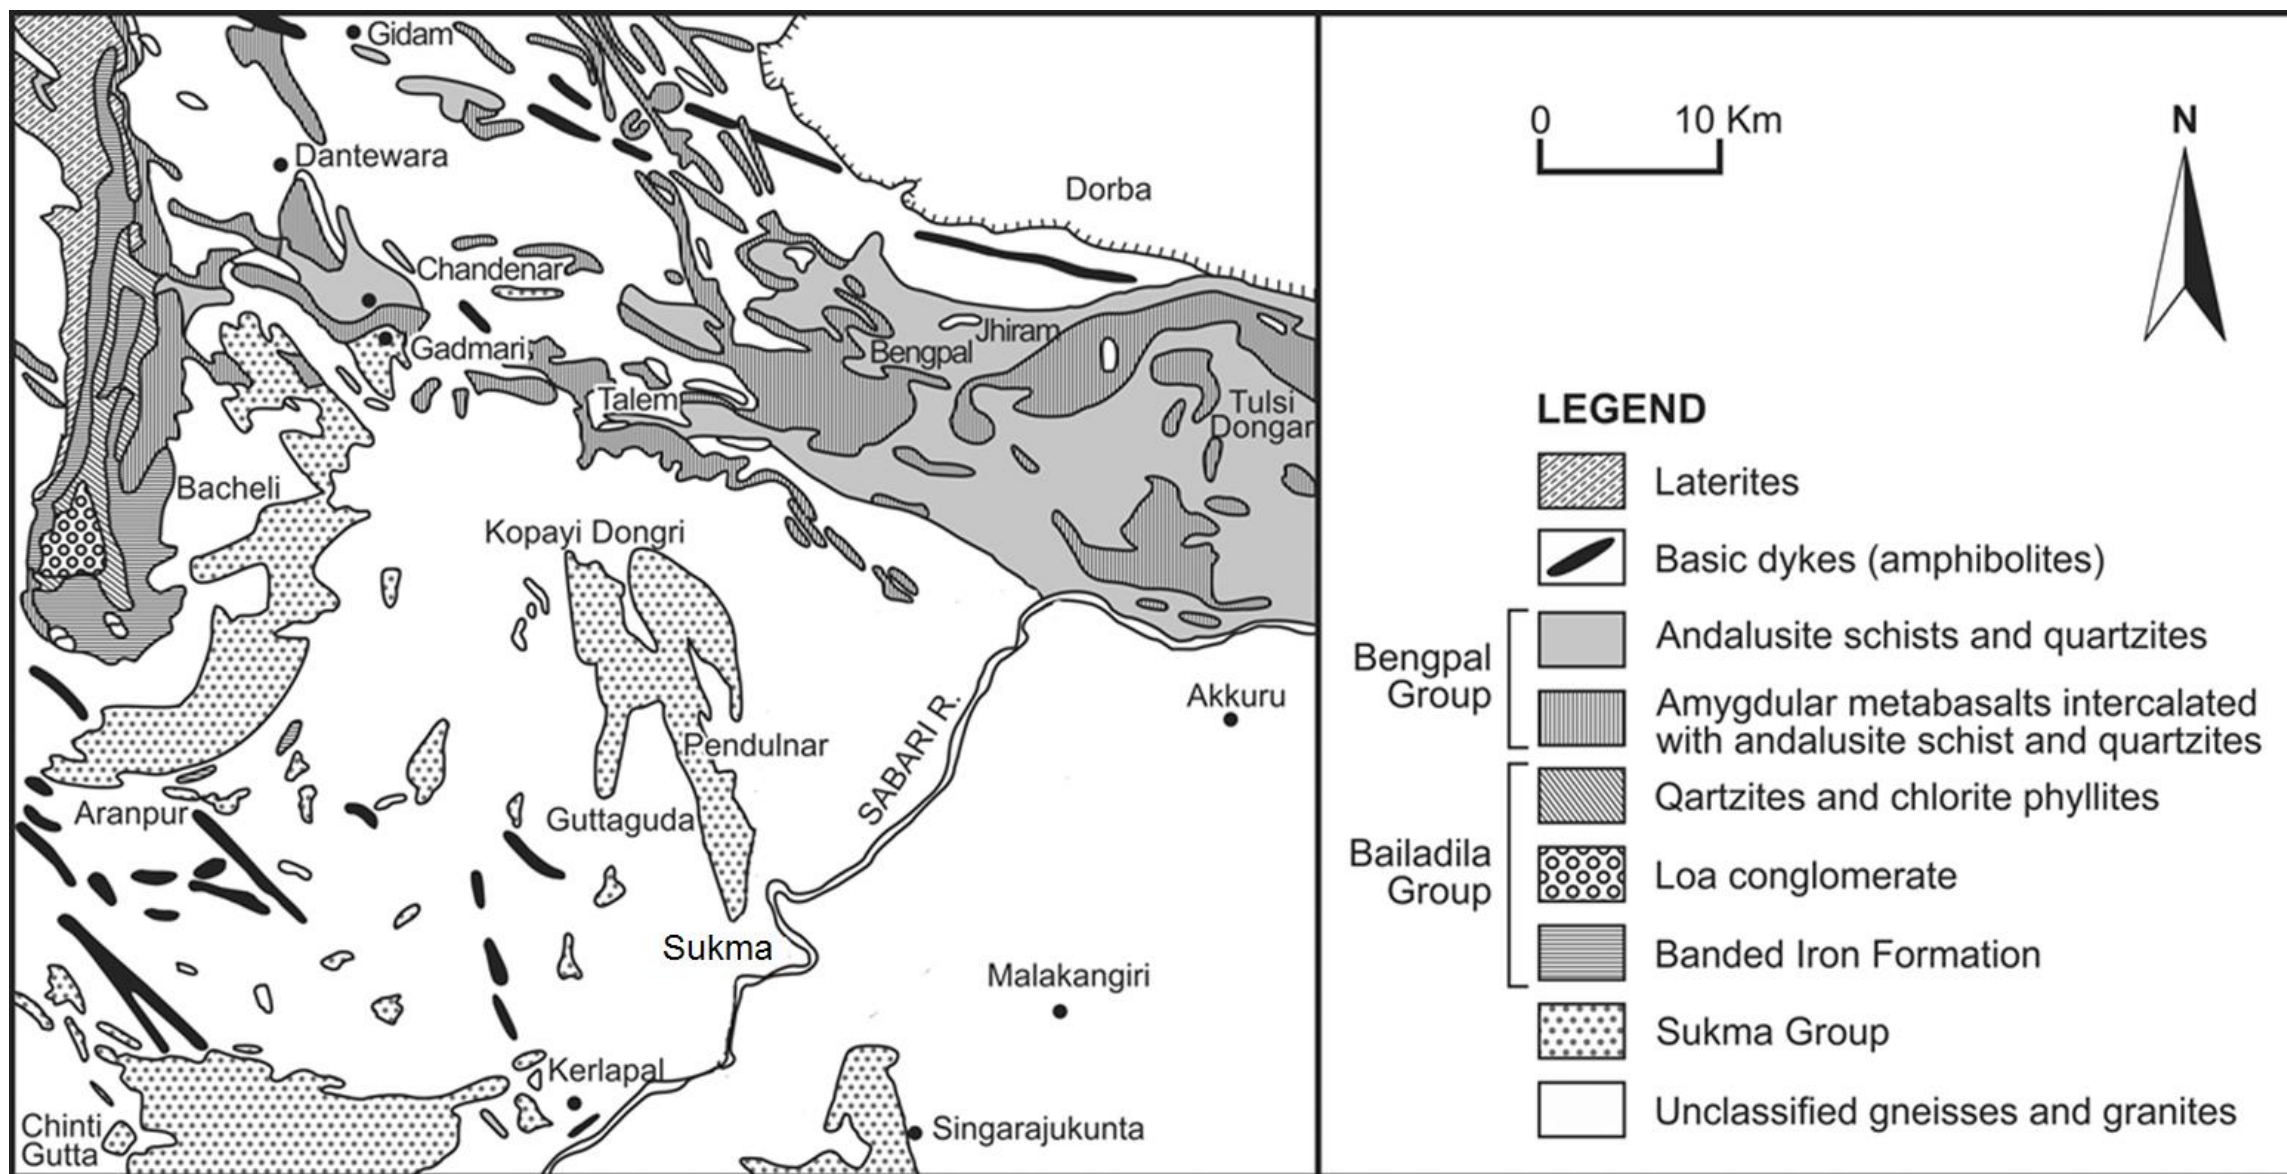 Gidam
Dantewara
Dorba
Chandenar
Gadmari
Jhiram
Bengpal
Talem
Tulsi
Dongar
Bacheli
Kopayi Dongri
SABARI R.
Akkuru
Pendulnar
Aranpur
Guttaguda
Sukma
Malakangiri
Kerlapal
Chinti
Gutta
Singarajukunta
0 10 Km
N
LEGEND
Laterites
Basic dykes (amphibolites)
Bengpal
Group
Andalusite schists and quartzites
Amygdular metabasalts intercalated
with andalusite schist and quartzites
Bailadila
Group
Qartzites and chlorite phyllites
Loa conglomerate
Banded Iron Formation
Sukma Group
Unclassified gneisses and granites